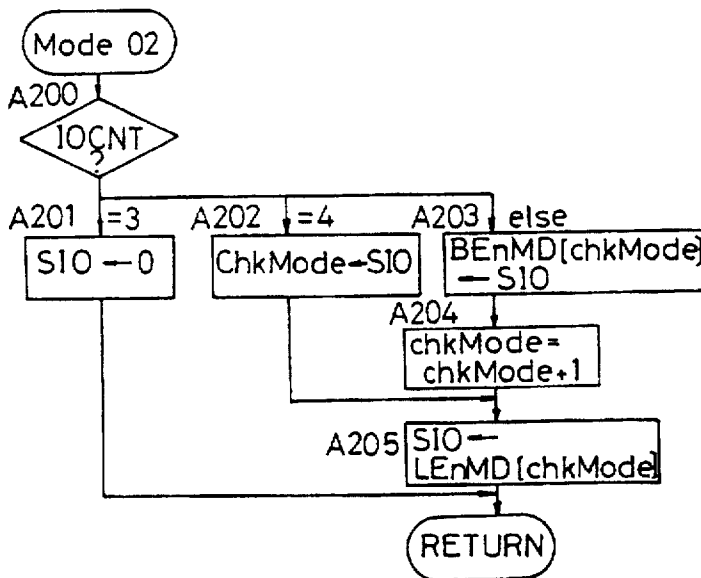 Mode 02
A200
IOCNT
?
A201 =3
A202 =4
A203 else
SIO ← 0
ChkMode←SIO
BEnMD[chkMode]
← SIO
A204
chkMode=
chkMode+1
A205
SIO ←
LEnMD[chkMode]
RETURN